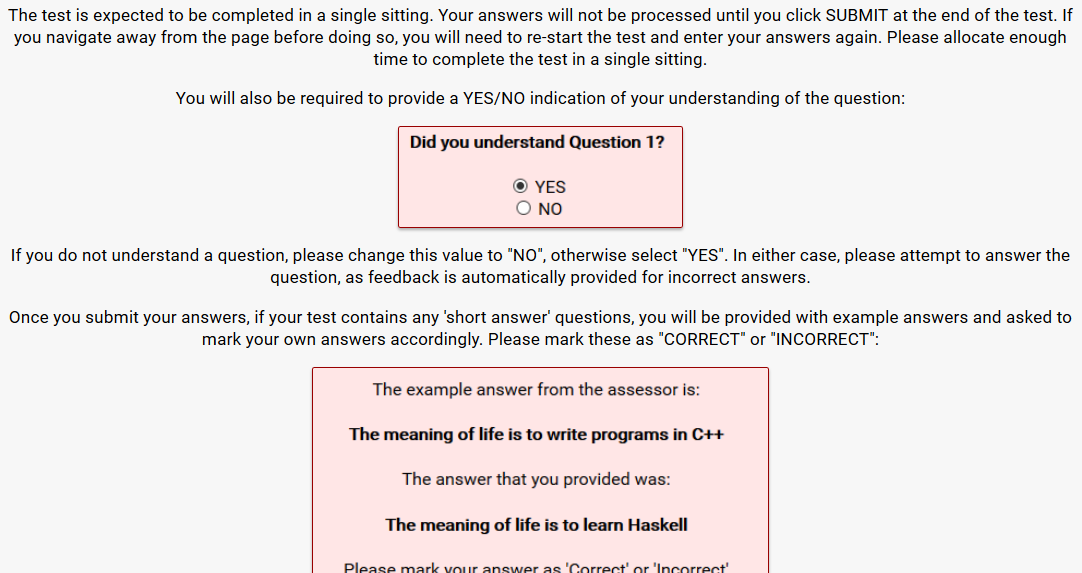 The test is expected to be completed in a single sitting. Your answers will not be processed until you click SUBMIT at the end of the test. If
you navigate away from the page before doing so, you will need to re-start the test and enter your answers again. Please allocate enough
time to complete the test in a single sitting.
You will also be required to provide a YES/NO indication of your understanding of the question:
Did you understand Question 1?
YES
NO
If you do not understand a question, please change this value to "NO", otherwise select "YES". In either case, please attempt to answer the
question, as feedback is automatically provided for incorrect answers.
Once you submit your answers, if your test contains any 'short answer' questions, you will be provided with example answers and asked to
mark your own answers accordingly. Please mark these as "CORRECT" or "INCORRECT":
The example answer from the assessor is:
The meaning of life is to write programs in C++
The answer that you provided was:
The meaning of life is to learn Haskell
Please mark your answer as 'Correct' or 'Incorrect'